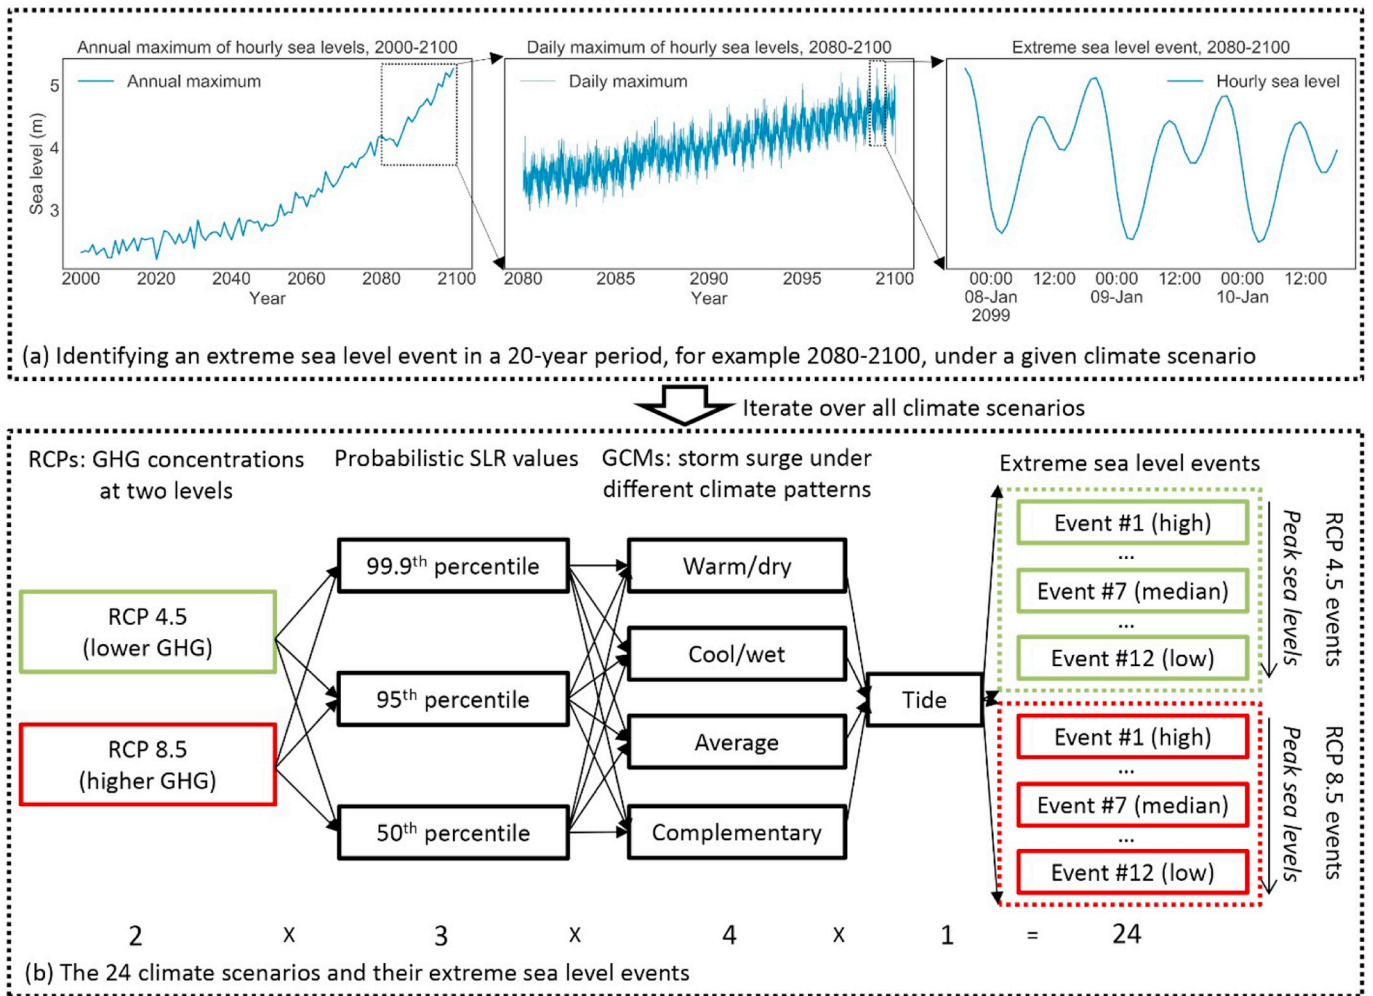 Annual maximum of hourly sea levels, 2000-2100
Daily maximum of hourly sea levels, 2080-2100
Extreme sea level event, 2080-2100
Annual maximum
Daily maximum
Hourly sea level
Sea level (m)
5
4
3
2000 2020 2040 2060 2080 2100
Year
2080 2085 2090 2095 2100
Year
00:00 12:00 00:00 12:00 00:00 12:00
08-Jan 09-Jan 10-Jan
2099
(a) Identifying an extreme sea level event in a 20-year period, for example 2080-2100, under a given climate scenario
Iterate over all climate scenarios
RCPs: GHG concentrations
at two levels
Probabilistic SLR values
GCMs: storm surge under
different climate patterns
Extreme sea level events
RCP 4.5
(lower GHG)
RCP 8.5
(higher GHG)
99.9th percentile
95th percentile
50th percentile
Warm/dry
Cool/wet
Average
Complementary
Tide
Event #1 (high)
...
Event #7 (median)
...
Event #12 (low)
Peak sea levels
RCP 4.5 events
Event #1 (high)
...
Event #7 (median)
...
Event #12 (low)
Peak sea levels
RCP 8.5 events
2 X 3 X 4 X 1 = 24
(b) The 24 climate scenarios and their extreme sea level events